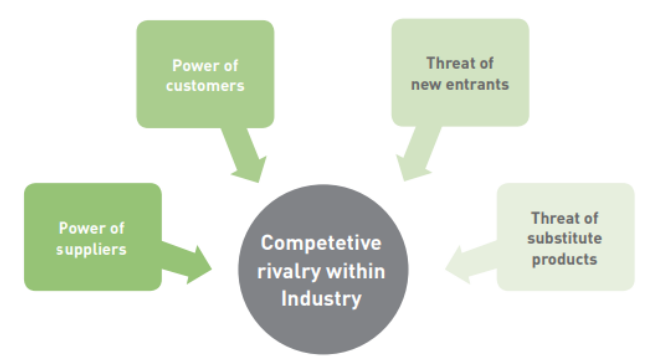 Power of
customers
Threat of
new entrants
Power of
suppliers
Competetive
rivalry within
Industry
Threat of
substitute
products